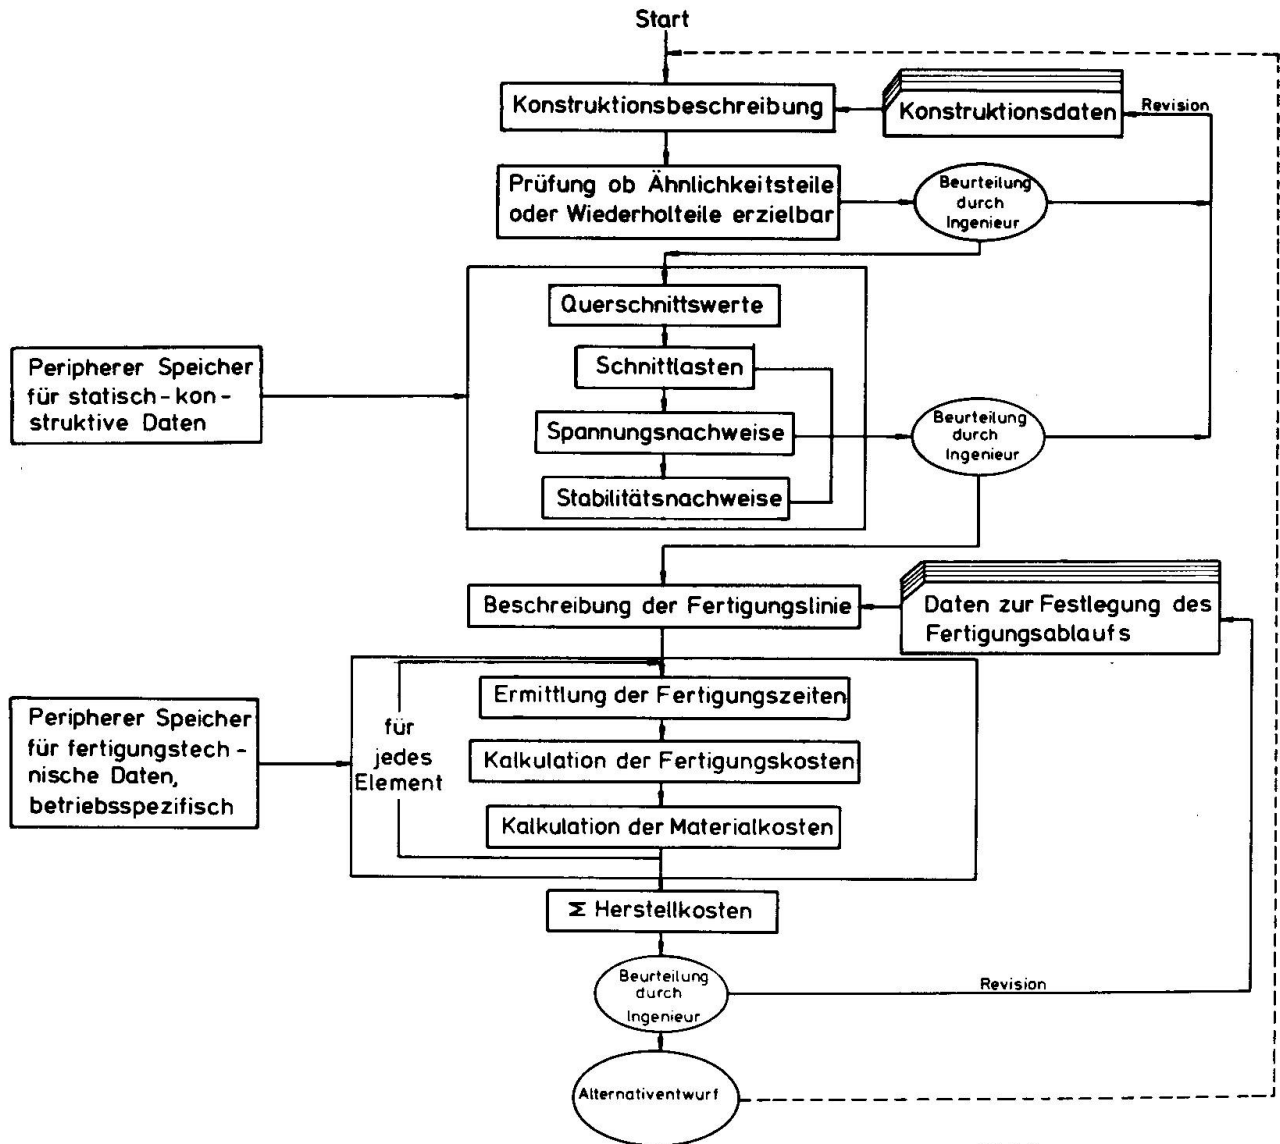 Start
Konstruktionsbeschreibung
Konstruktionsdaten
Revision
Prüfung ob Ähnlichkeitsteile
oder Wiederholteile erzielbar
Beurteilung
durch
Ingenieur
Querschnittswerte
Peripherer Speicher
für statisch-kon-
struktive Daten
Schnittlasten
Spannungsnachweise
Stabilitätsnachweise
Beurteilung
durch
Ingenieur
Beschreibung der Fertigungslinie
Daten zur Festlegung des
Fertigungsablaufs
Peripherer Speicher
für fertigungstech-
nische Daten,
betriebsspezifisch
für
jedes
Element
Ermittlung der Fertigungszeiten
Kalkulation der Fertigungskosten
Kalkulation der Materialkosten
Σ Herstellkosten
Beurteilung
durch
Ingenieur
Revision
Alternativentwurf